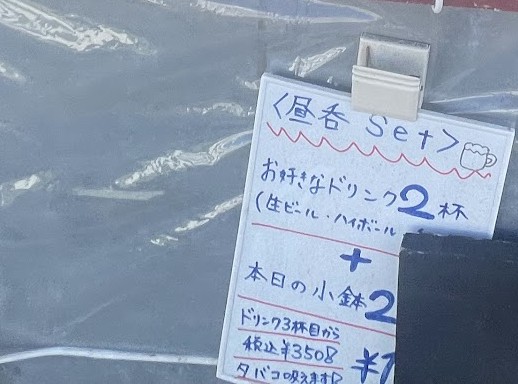 〈昼呑 Set〉
お好きなドリンク2杯
(生ビール・ハイボール
+
本日の小鉢2
ドリンク3杯目から
税込¥3508
¥1
タバコ吸えます!?